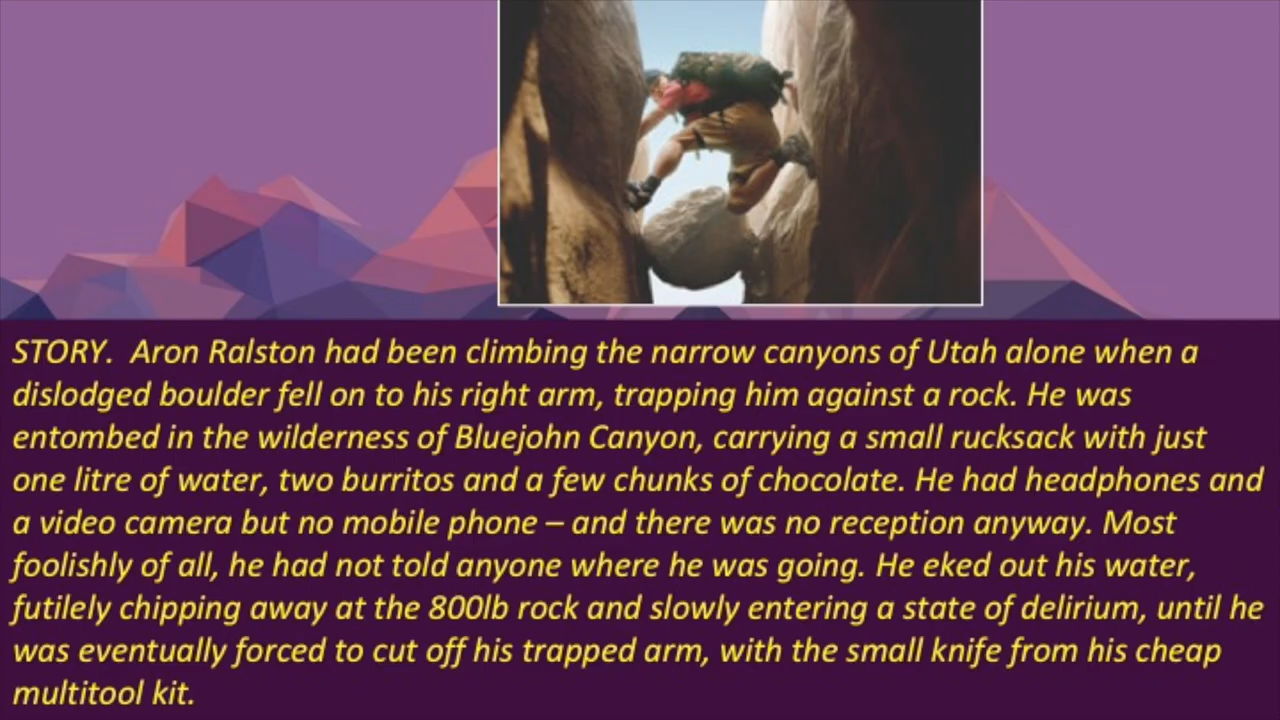 STORY.  Aron Ralston had been climbing the narrow canyons of Utah alone when a
dislodged boulder fell on to his right arm, trapping him against a rock. He was
entombed in the wilderness of Bluejohn Canyon, carrying a small rucksack with just
one litre of water, two burritos and a few chunks of chocolate. He had headphones and
a video camera but no mobile phone – and there was no reception anyway. Most
foolishly of all, he had not told anyone where he was going. He eked out his water,
futilely chipping away at the 800lb rock and slowly entering a state of delirium, until he
was eventually forced to cut off his trapped arm, with the small knife from his cheap
multitool kit.